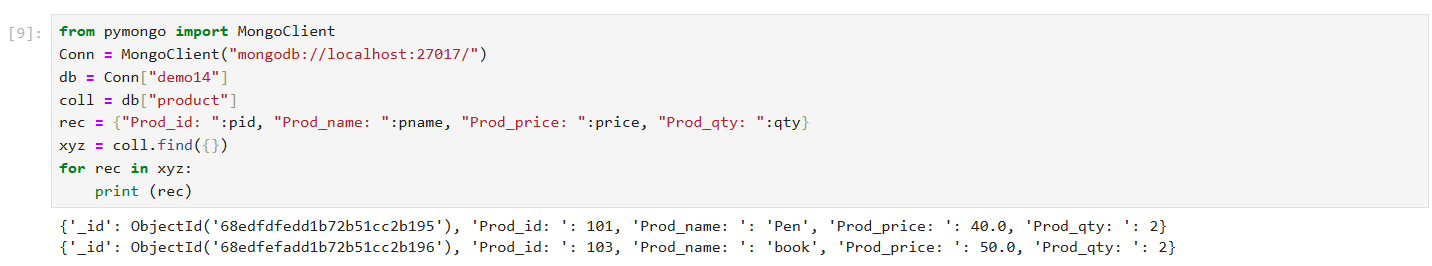 [9]:
from pymongo import MongoClient
Conn = MongoClient("mongodb://localhost:27017/")
db = Conn["demo14"]
coll = db["product"]
rec = {"Prod_id: ":pid, "Prod_name: ":pname, "Prod_price: ":price, "Prod_qty: ":qty}
xyz = coll.find({})
for rec in xyz:
    print (rec)
{'_id': ObjectId('68edfdfedd1b72b51cc2b195'), 'Prod_id: ': 101, 'Prod_name: ': 'Pen', 'Prod_price: ': 40.0, 'Prod_qty: ': 2}
{'_id': ObjectId('68edfefadd1b72b51cc2b196'), 'Prod_id: ': 103, 'Prod_name: ': 'book', 'Prod_price: ': 50.0, 'Prod_qty: ': 2}